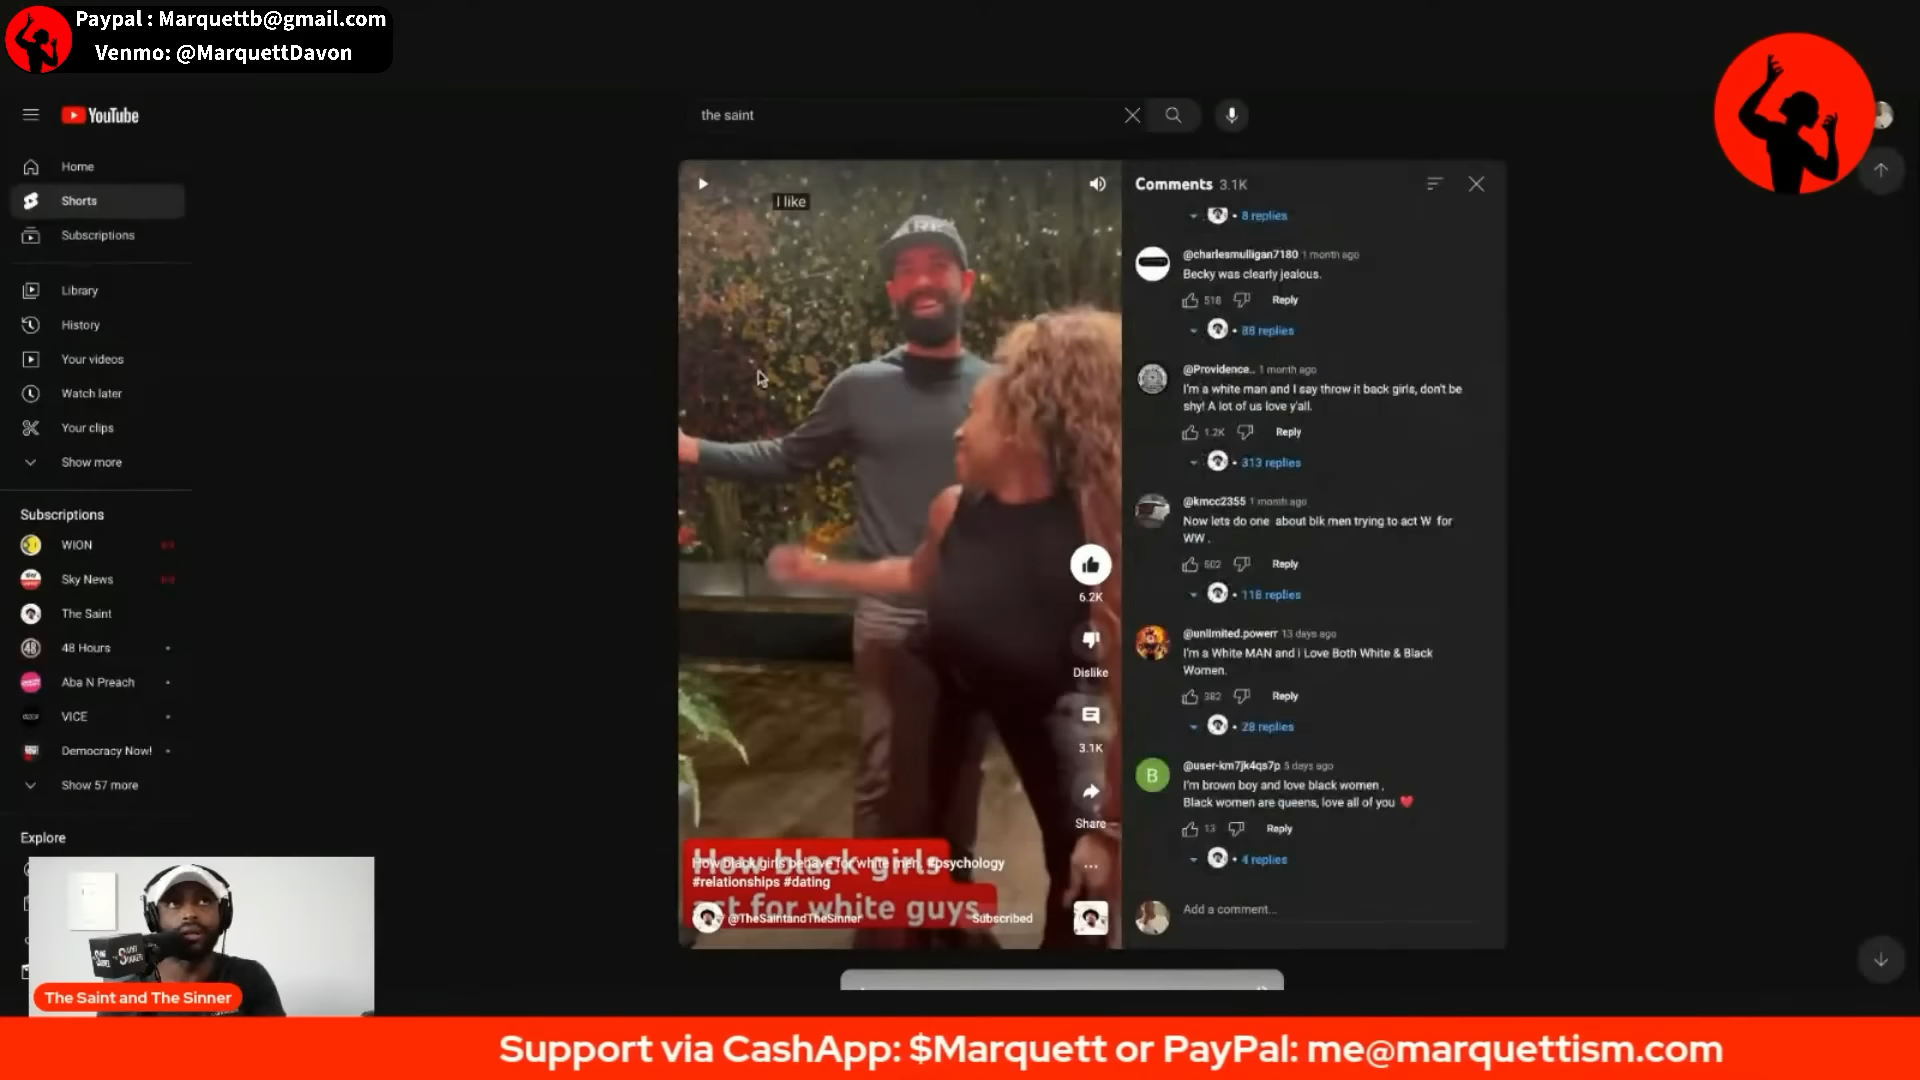 Paypal : Marquettb@gmail.com
Venmo: @MarquettDavon
YouTube
the saint
Home
Shorts
Subscriptions
Library
History
Your videos
Watch later
Your clips
Show more
Subscriptions
WION
Sky News
The Saint
48 Hours
Aba N Preach
VICE
Democracy Now!
Show 57 more
Explore
The Saint and The Sinner
I like
6.2K
Dislike
3.1K
Share
How black girls behave for white men. #psychology
#relationships #dating
How black girls
act for white guys
@TheSaintandTheSinner
Subscribed
Comments 3.1K
8 replies
@charlesmulligan7180 1 month ago
Becky was clearly jealous.
518 Reply
88 replies
@Providence.. 1 month ago
I'm a white man and I say throw it back girls, don't be
shy! A lot of us love y'all.
1.2K Reply
313 replies
@kmcc2355 1 month ago
Now lets do one about blk men trying to act W for
WW .
502 Reply
118 replies
@unlimited.powerr 13 days ago
I'm a White MAN and i Love Both White & Black
Women.
382 Reply
28 replies
B
@user-km7jk4qs7p 5 days ago
I'm brown boy and love black women ,
Black women are queens, love all of you ❤
13 Reply
4 replies
Add a comment...
Support via CashApp: $Marquett or PayPal: me@marquettism.com